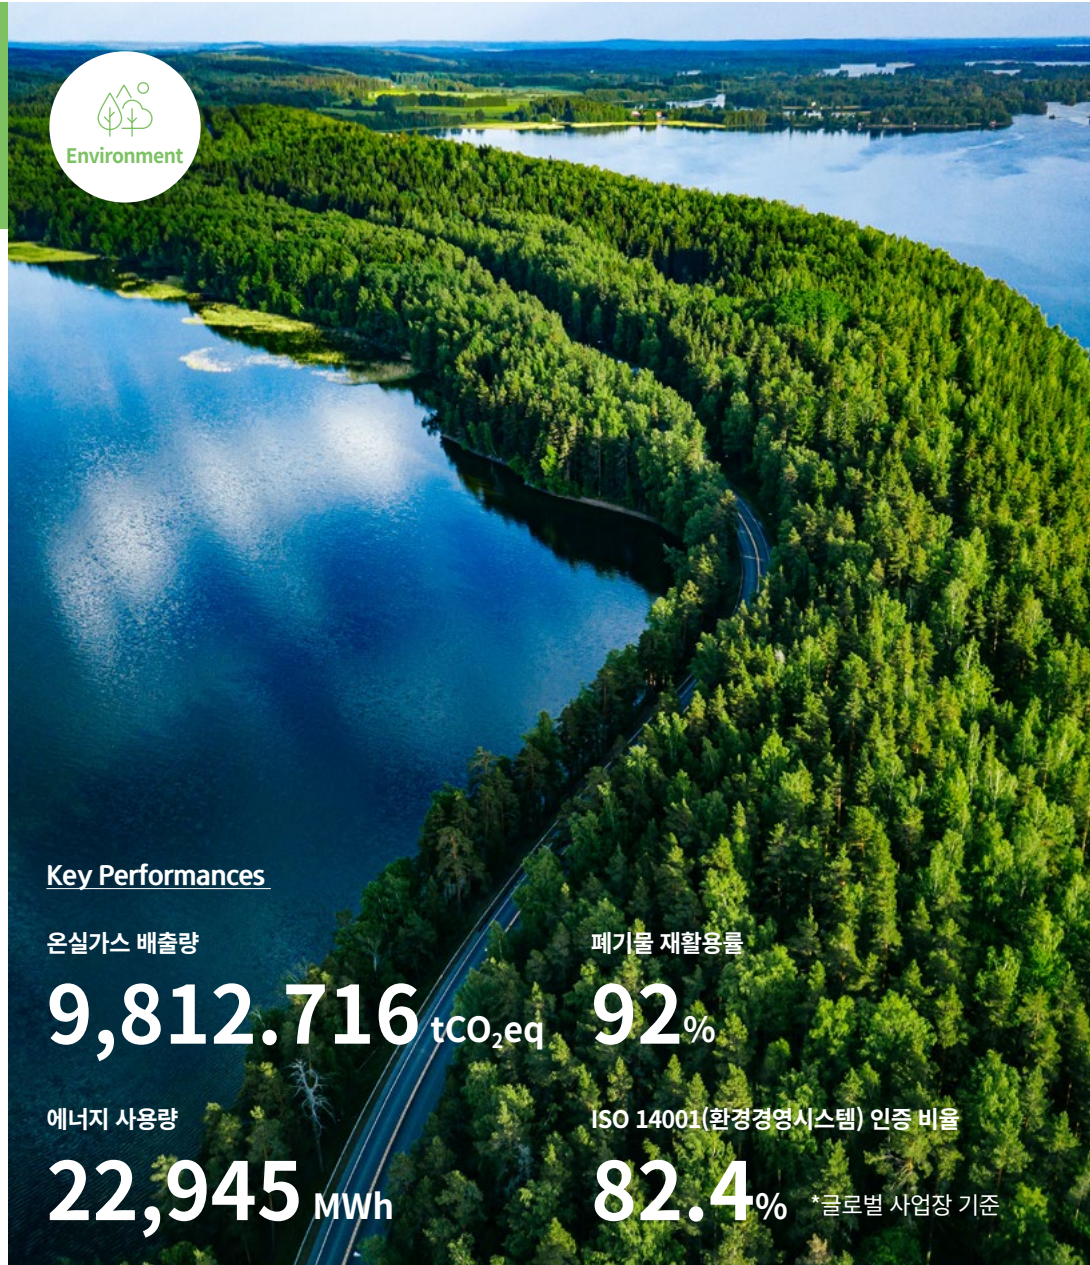 Environment
Key Performances
온실가스 배출량
9,812.716 tCO₂eq
폐기물 재활용률
92%
에너지 사용량
22,945 MWh
ISO 14001(환경경영시스템) 인증 비율
82.4% *글로벌 사업장 기준